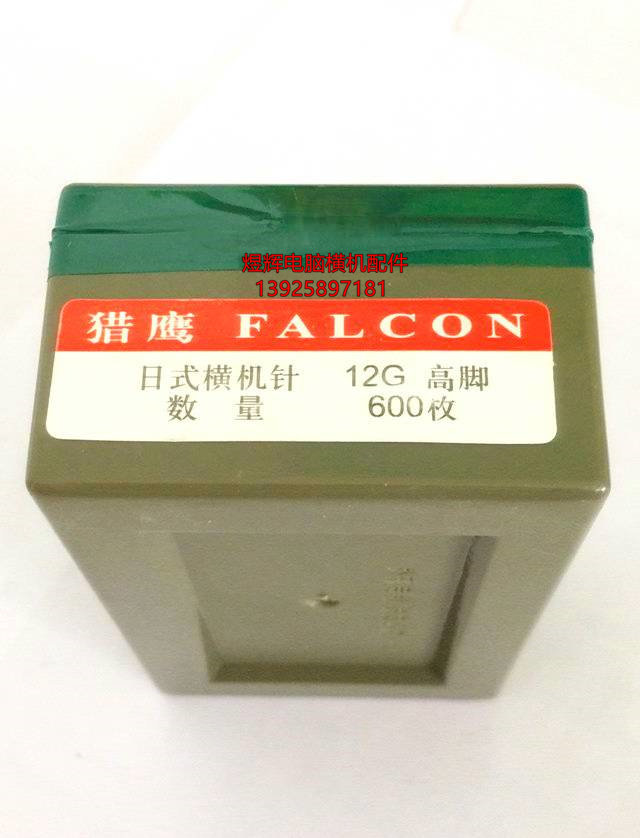 煜辉电脑横机配件
13925897181
猎鹰 FALCON
日式横机针 12G 高脚
数量 600枚